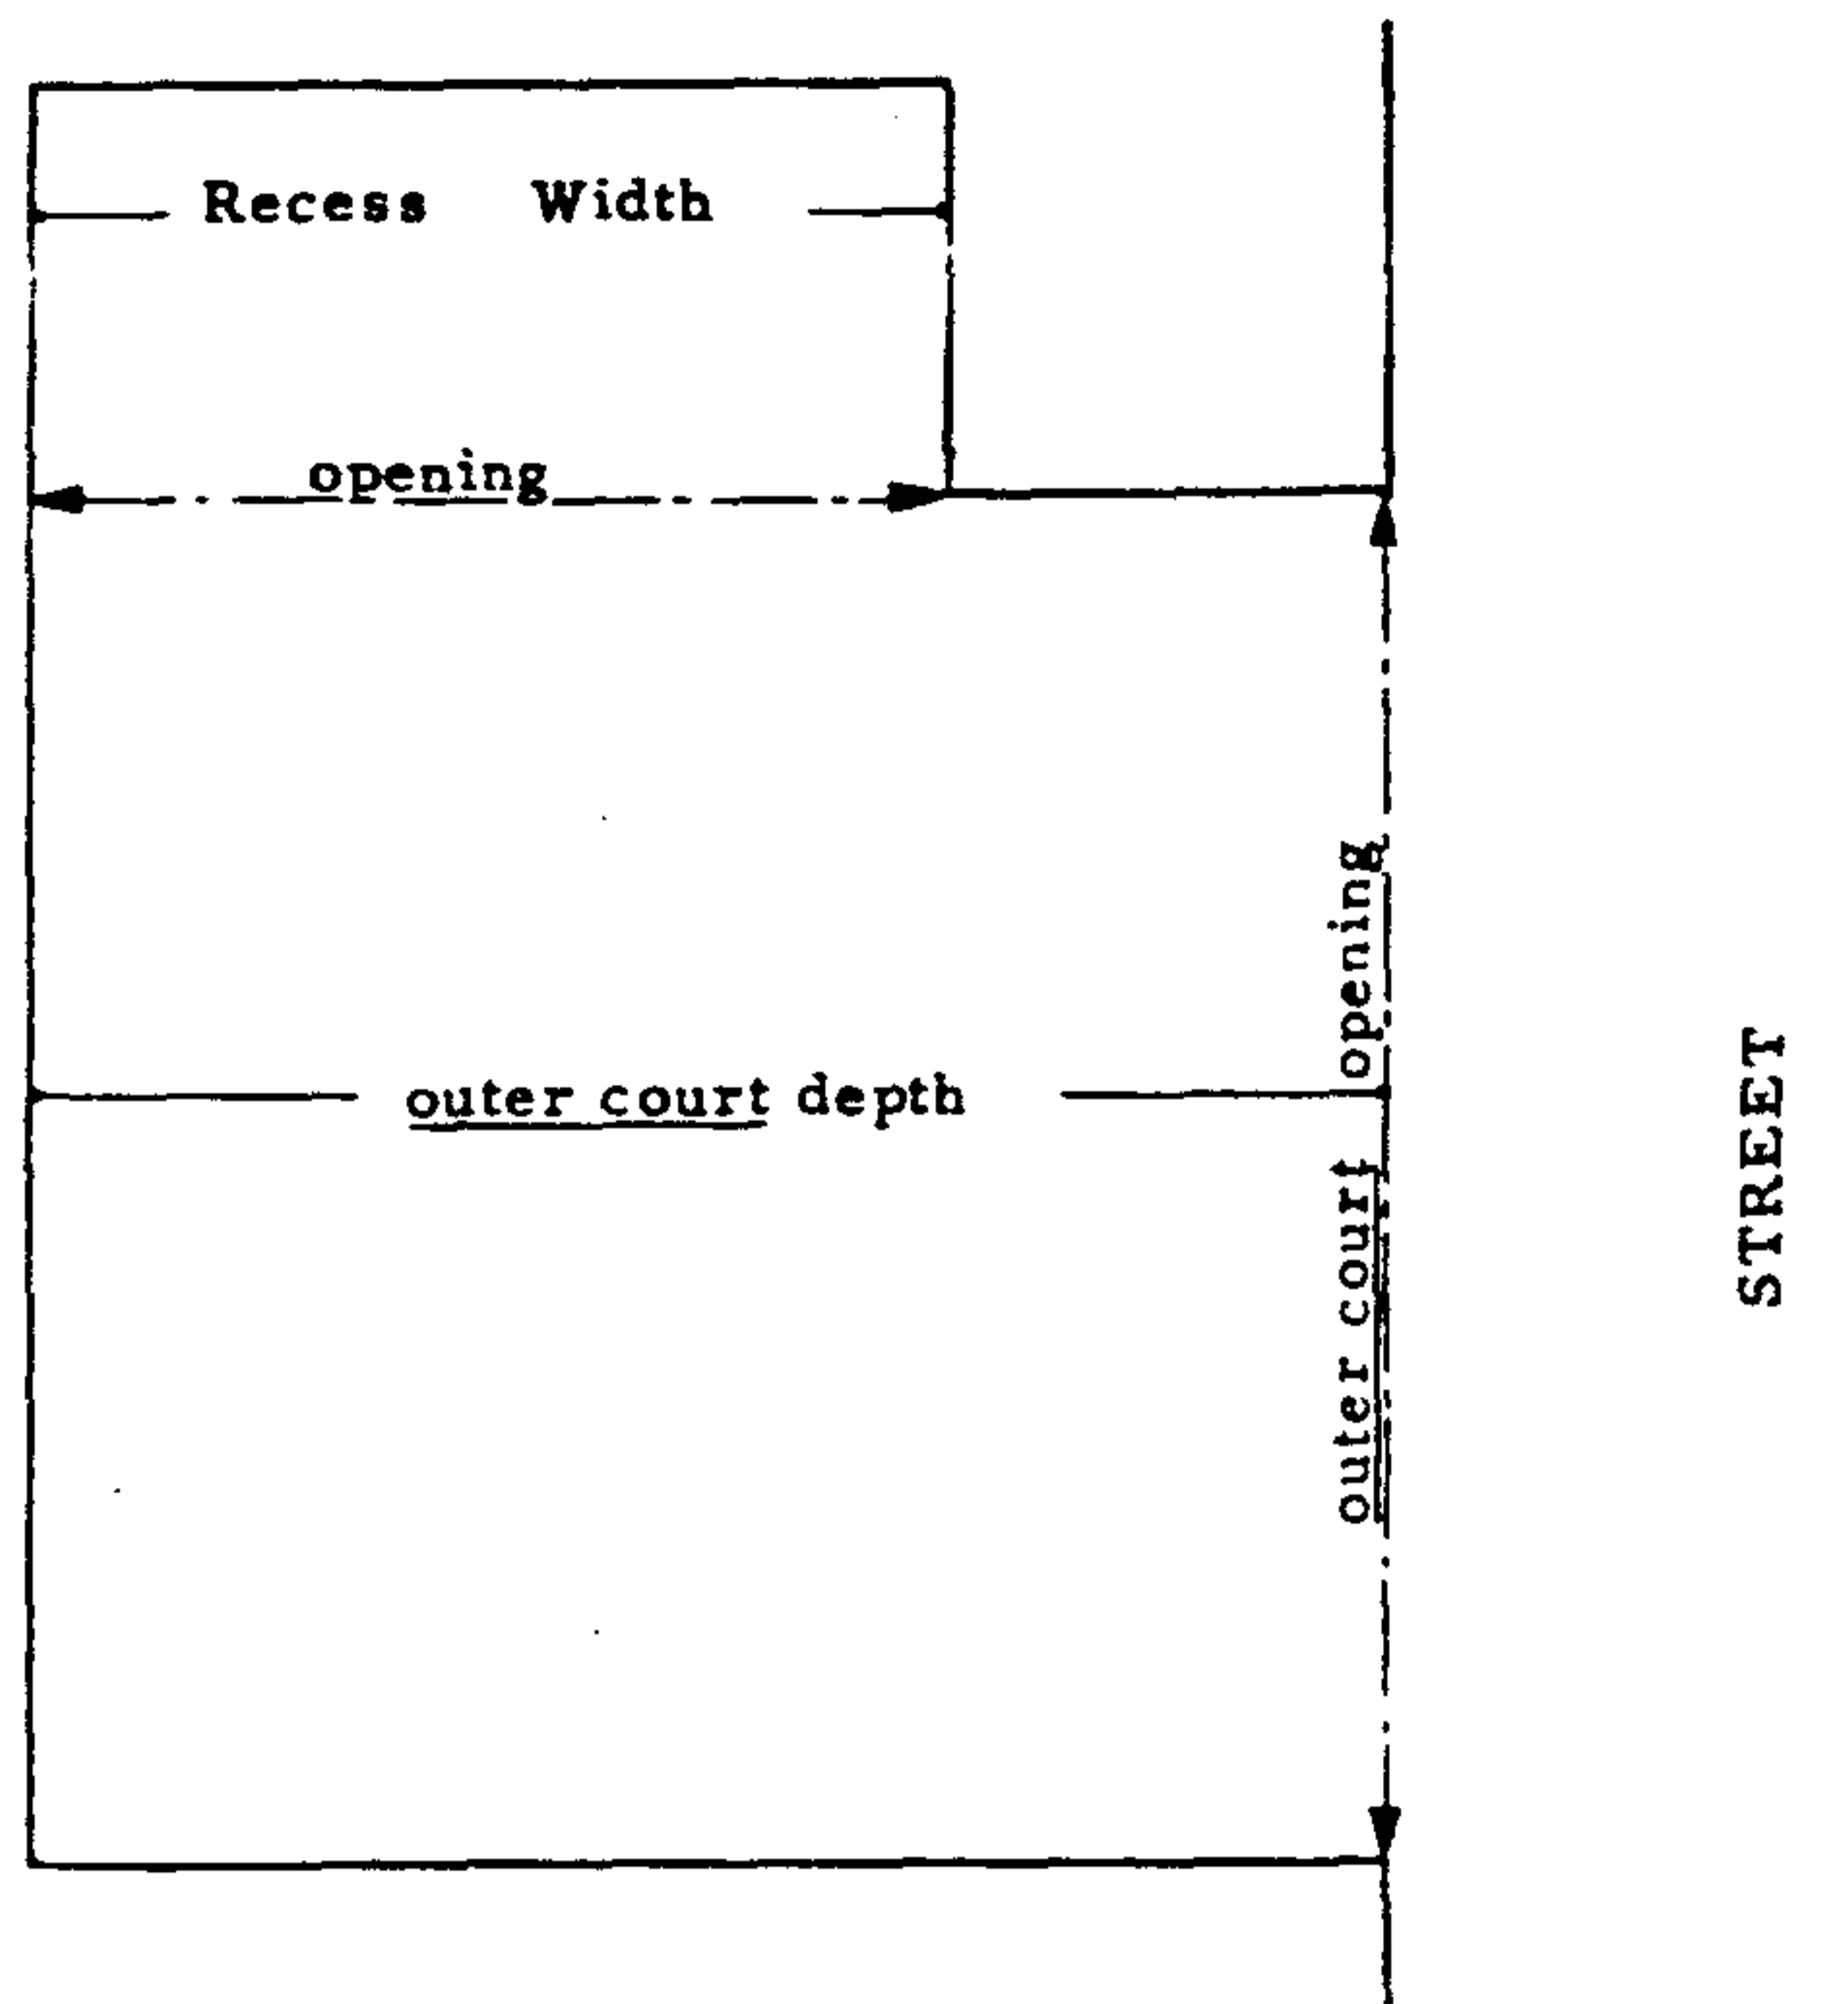 Recess Width
opening
outer court depth
outer court opening
STREET